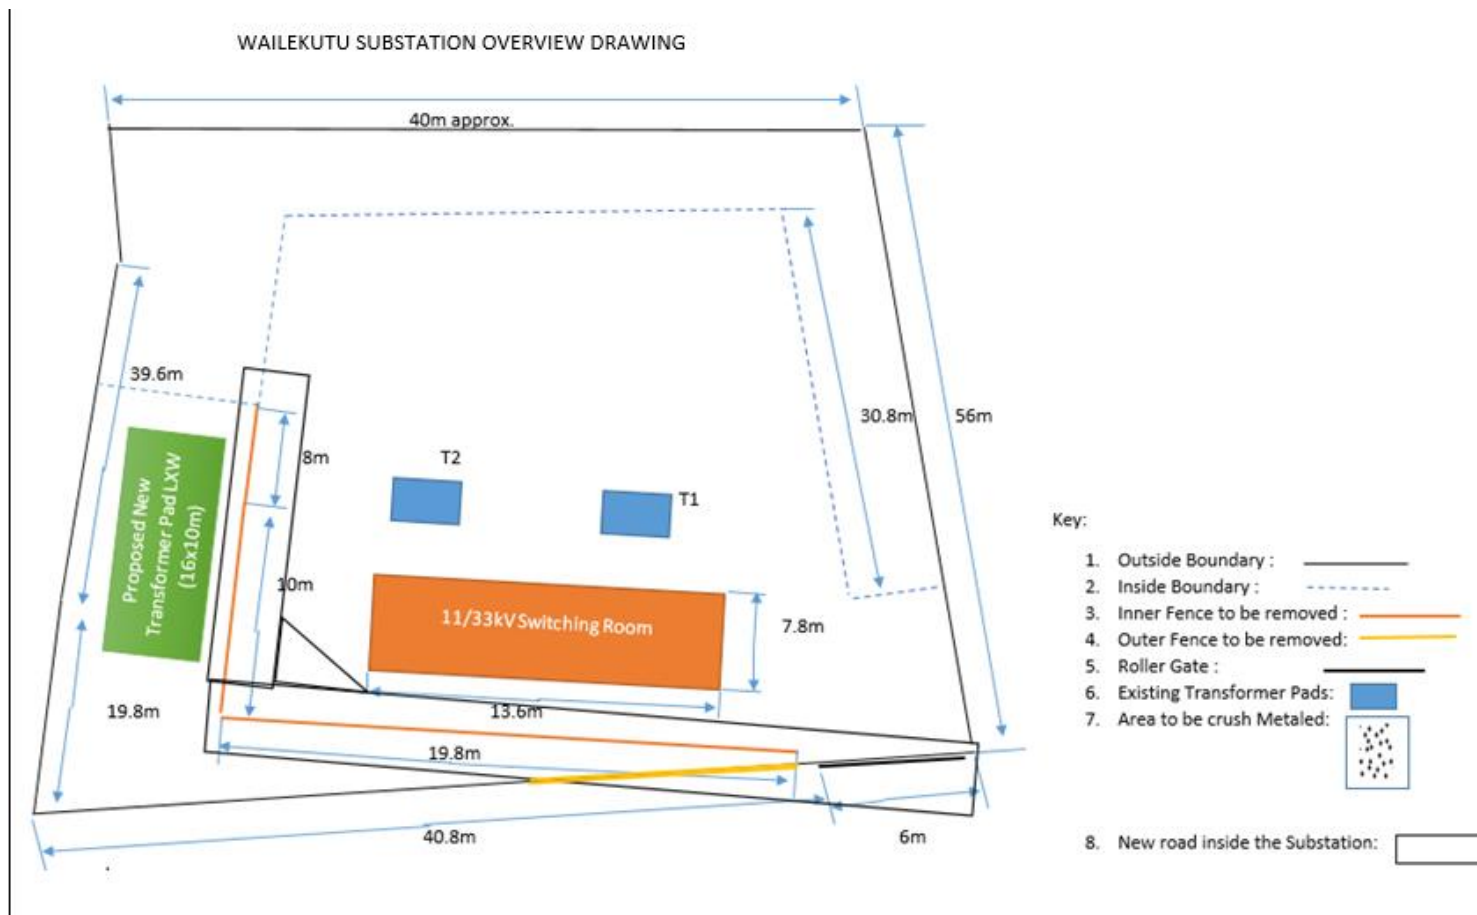 WAILEKUTU SUBSTATION OVERVIEW DRAWING
40m approx.
39.6m
30.8m
56m
8m
T2
T1
Proposed New
Transformer Pad LXW
(16x10m)
10m
11/33kV Switching Room
7.8m
19.8m
13.6m
19.8m
40.8m
6m
Key:
1. Outside Boundary :
2. Inside Boundary :
3. Inner Fence to be removed :
4. Outer Fence to be removed:
5. Roller Gate :
6. Existing Transformer Pads:
7. Area to be crush Metaled:
8. New road inside the Substation: